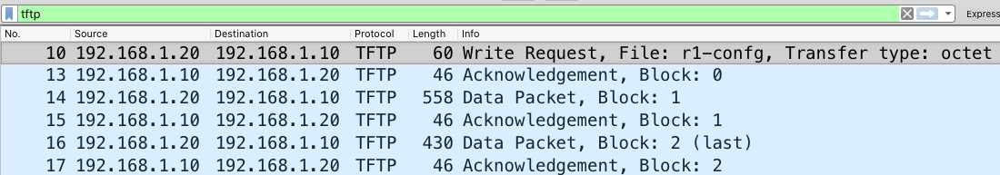 tftp Express
No. Source Destination Protocol Length Info
10 192.168.1.20 192.168.1.10 TFTP 60 Write Request, File: r1-confg, Transfer type: octet
13 192.168.1.10 192.168.1.20 TFTP 46 Acknowledgement, Block: 0
14 192.168.1.20 192.168.1.10 TFTP 558 Data Packet, Block: 1
15 192.168.1.10 192.168.1.20 TFTP 46 Acknowledgement, Block: 1
16 192.168.1.20 192.168.1.10 TFTP 430 Data Packet, Block: 2 (last)
17 192.168.1.10 192.168.1.20 TFTP 46 Acknowledgement, Block: 2